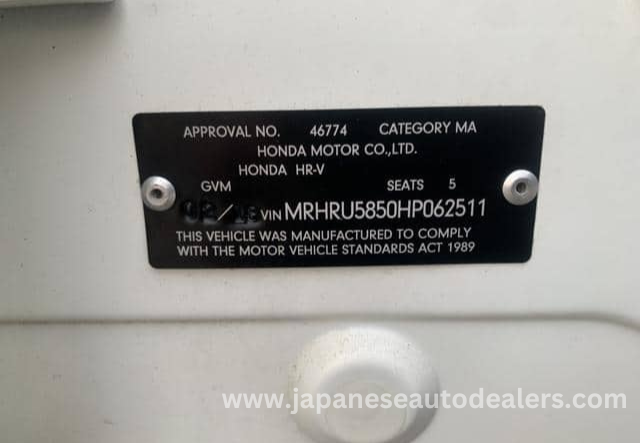 APPROVAL NO. 46774 CATEGORY MA
HONDA MOTOR CO.,LTD.
HONDA HR-V
GVM SEATS 5
VIN MRHRU5850HP062511
THIS VEHICLE WAS MANUFACTURED TO COMPLY
WITH THE MOTOR VEHICLE STANDARDS ACT 1989
www.japaneseautodealers.com